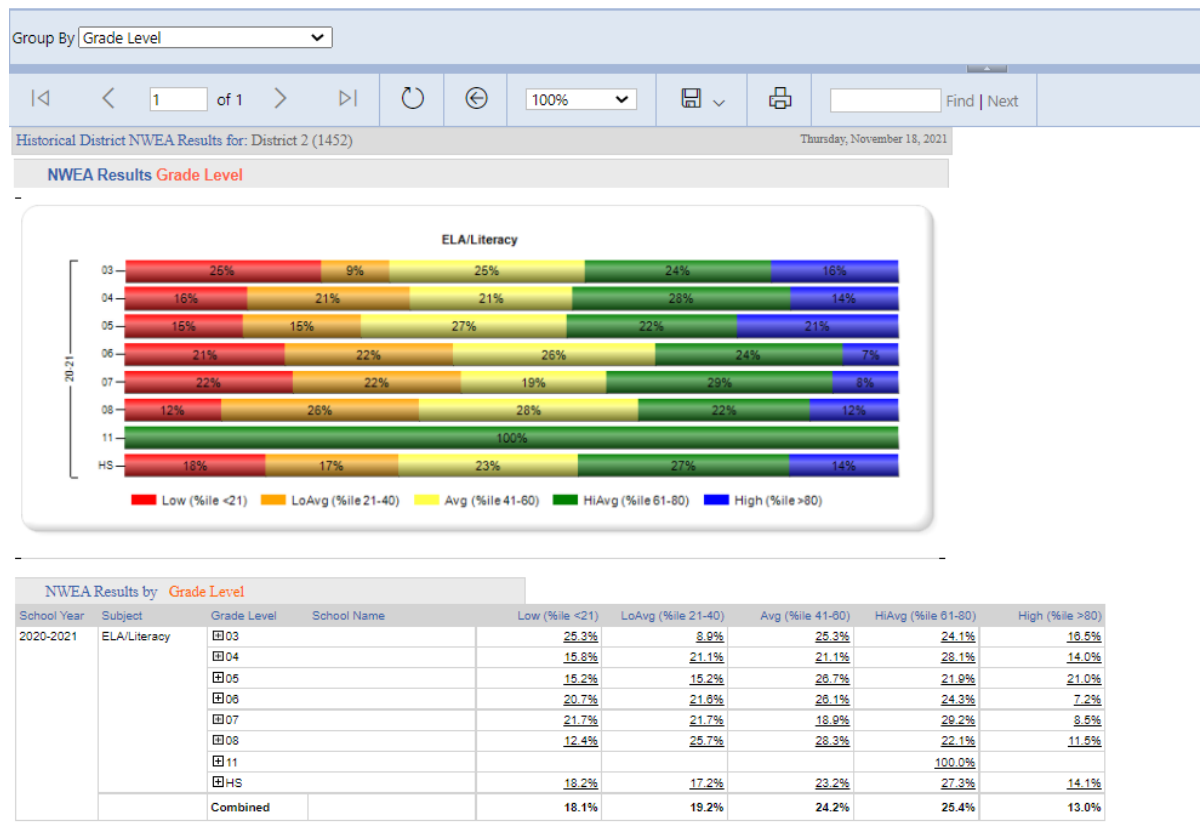 Group By Grade Level
1 of 1 100% Find | Next
Historical District NWEA Results for: District 2 (1452) Thursday, November 18, 2021
NWEA Results Grade Level
ELA/Literacy
20-21
03 25% 9% 25% 24% 16%
04 16% 21% 21% 28% 14%
05 15% 15% 27% 22% 21%
06 21% 22% 26% 24% 7%
07 22% 22% 19% 29% 8%
08 12% 26% 28% 22% 12%
11 100%
HS 18% 17% 23% 27% 14%
Low (%ile <21) LoAvg (%ile 21-40) Avg (%ile 41-60) HiAvg (%ile 61-80) High (%ile >80)
NWEA Results by Grade Level
School Year Subject Grade Level School Name Low (%ile <21) LoAvg (%ile 21-40) Avg (%ile 41-60) HiAvg (%ile 61-80) High (%ile >80)
2020-2021 ELA/Literacy 03 25.3% 8.9% 25.3% 24.1% 16.5%
04 15.8% 21.1% 21.1% 28.1% 14.0%
05 15.2% 15.2% 26.7% 21.9% 21.0%
06 20.7% 21.6% 26.1% 24.3% 7.2%
07 21.7% 21.7% 18.9% 29.2% 8.5%
08 12.4% 25.7% 28.3% 22.1% 11.5%
11 100.0%
HS 18.2% 17.2% 23.2% 27.3% 14.1%
Combined 18.1% 19.2% 24.2% 25.4% 13.0%